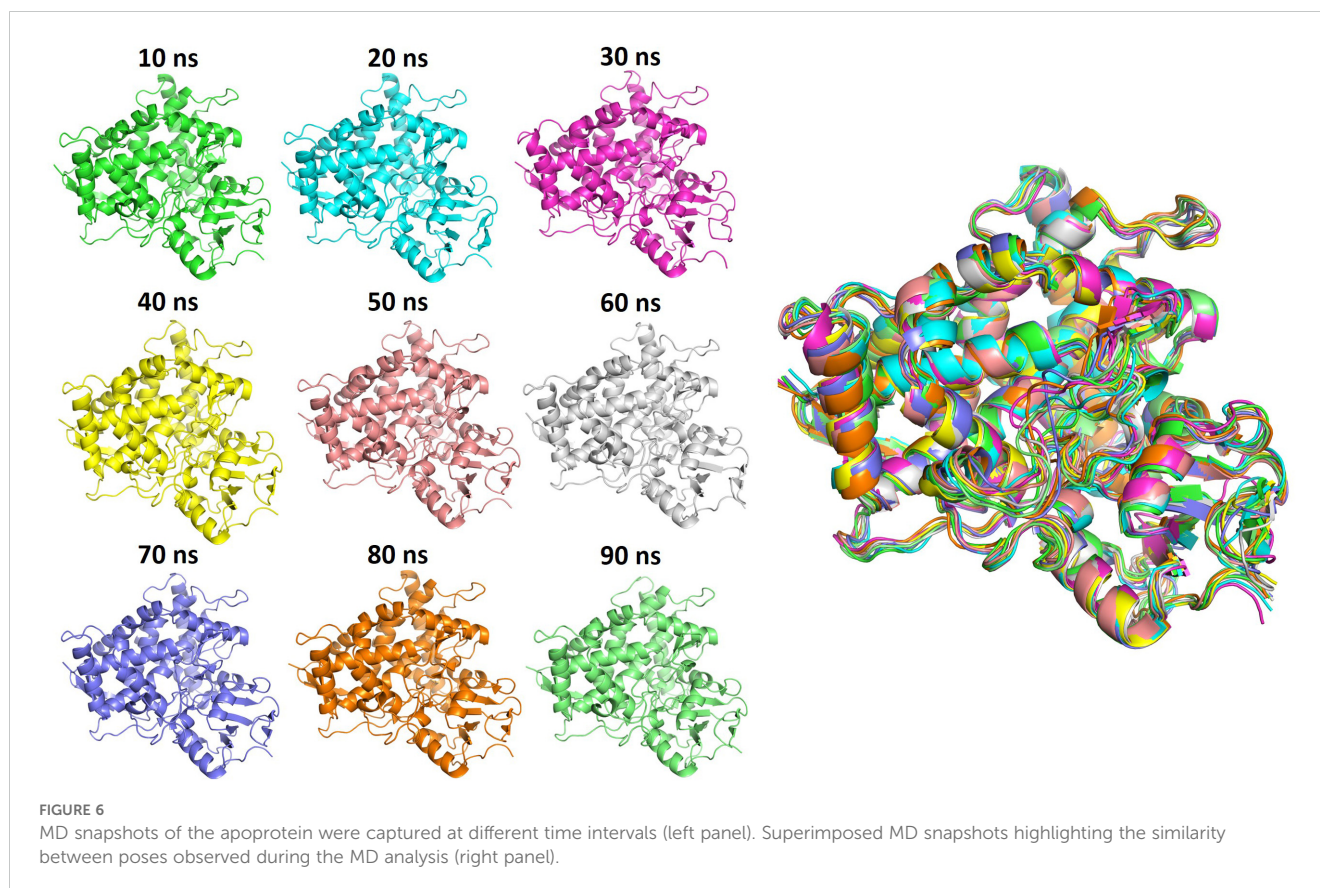 10 ns
20 ns
30 ns
40 ns
50 ns
60 ns
70 ns
80 ns
90 ns
FIGURE 6
MD snapshots of the apoprotein were captured at different time intervals (left panel). Superimposed MD snapshots highlighting the similarity
between poses observed during the MD analysis (right panel).